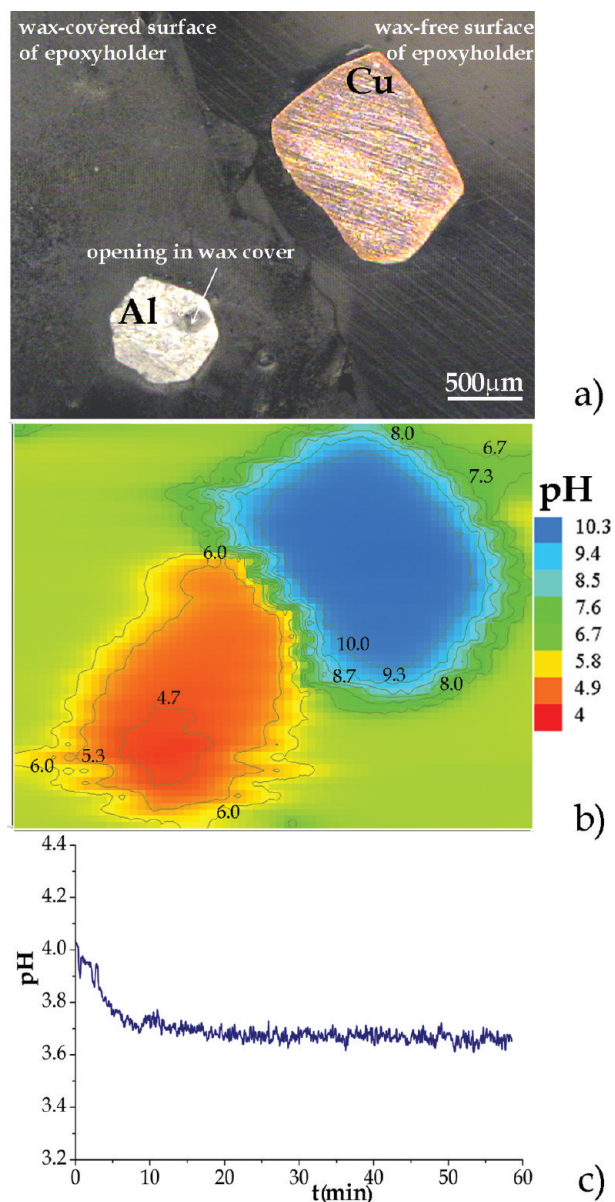 wax-covered surface
of epoxyholder
wax-free surface
of epoxyholder
Cu
opening in wax cover
Al
500μm
a)
8.0
6.7
7.3
6.0
10.0
8.7
9.3
8.0
4.7
5.3
6.0
6.0
pH
10.3
9.4
8.5
7.6
6.7
5.8
4.9
4
b)
4.4
4.2
4.0
3.8
3.6
3.4
3.2
pH
0
10
20
30
40
50
60
t(min)
c)